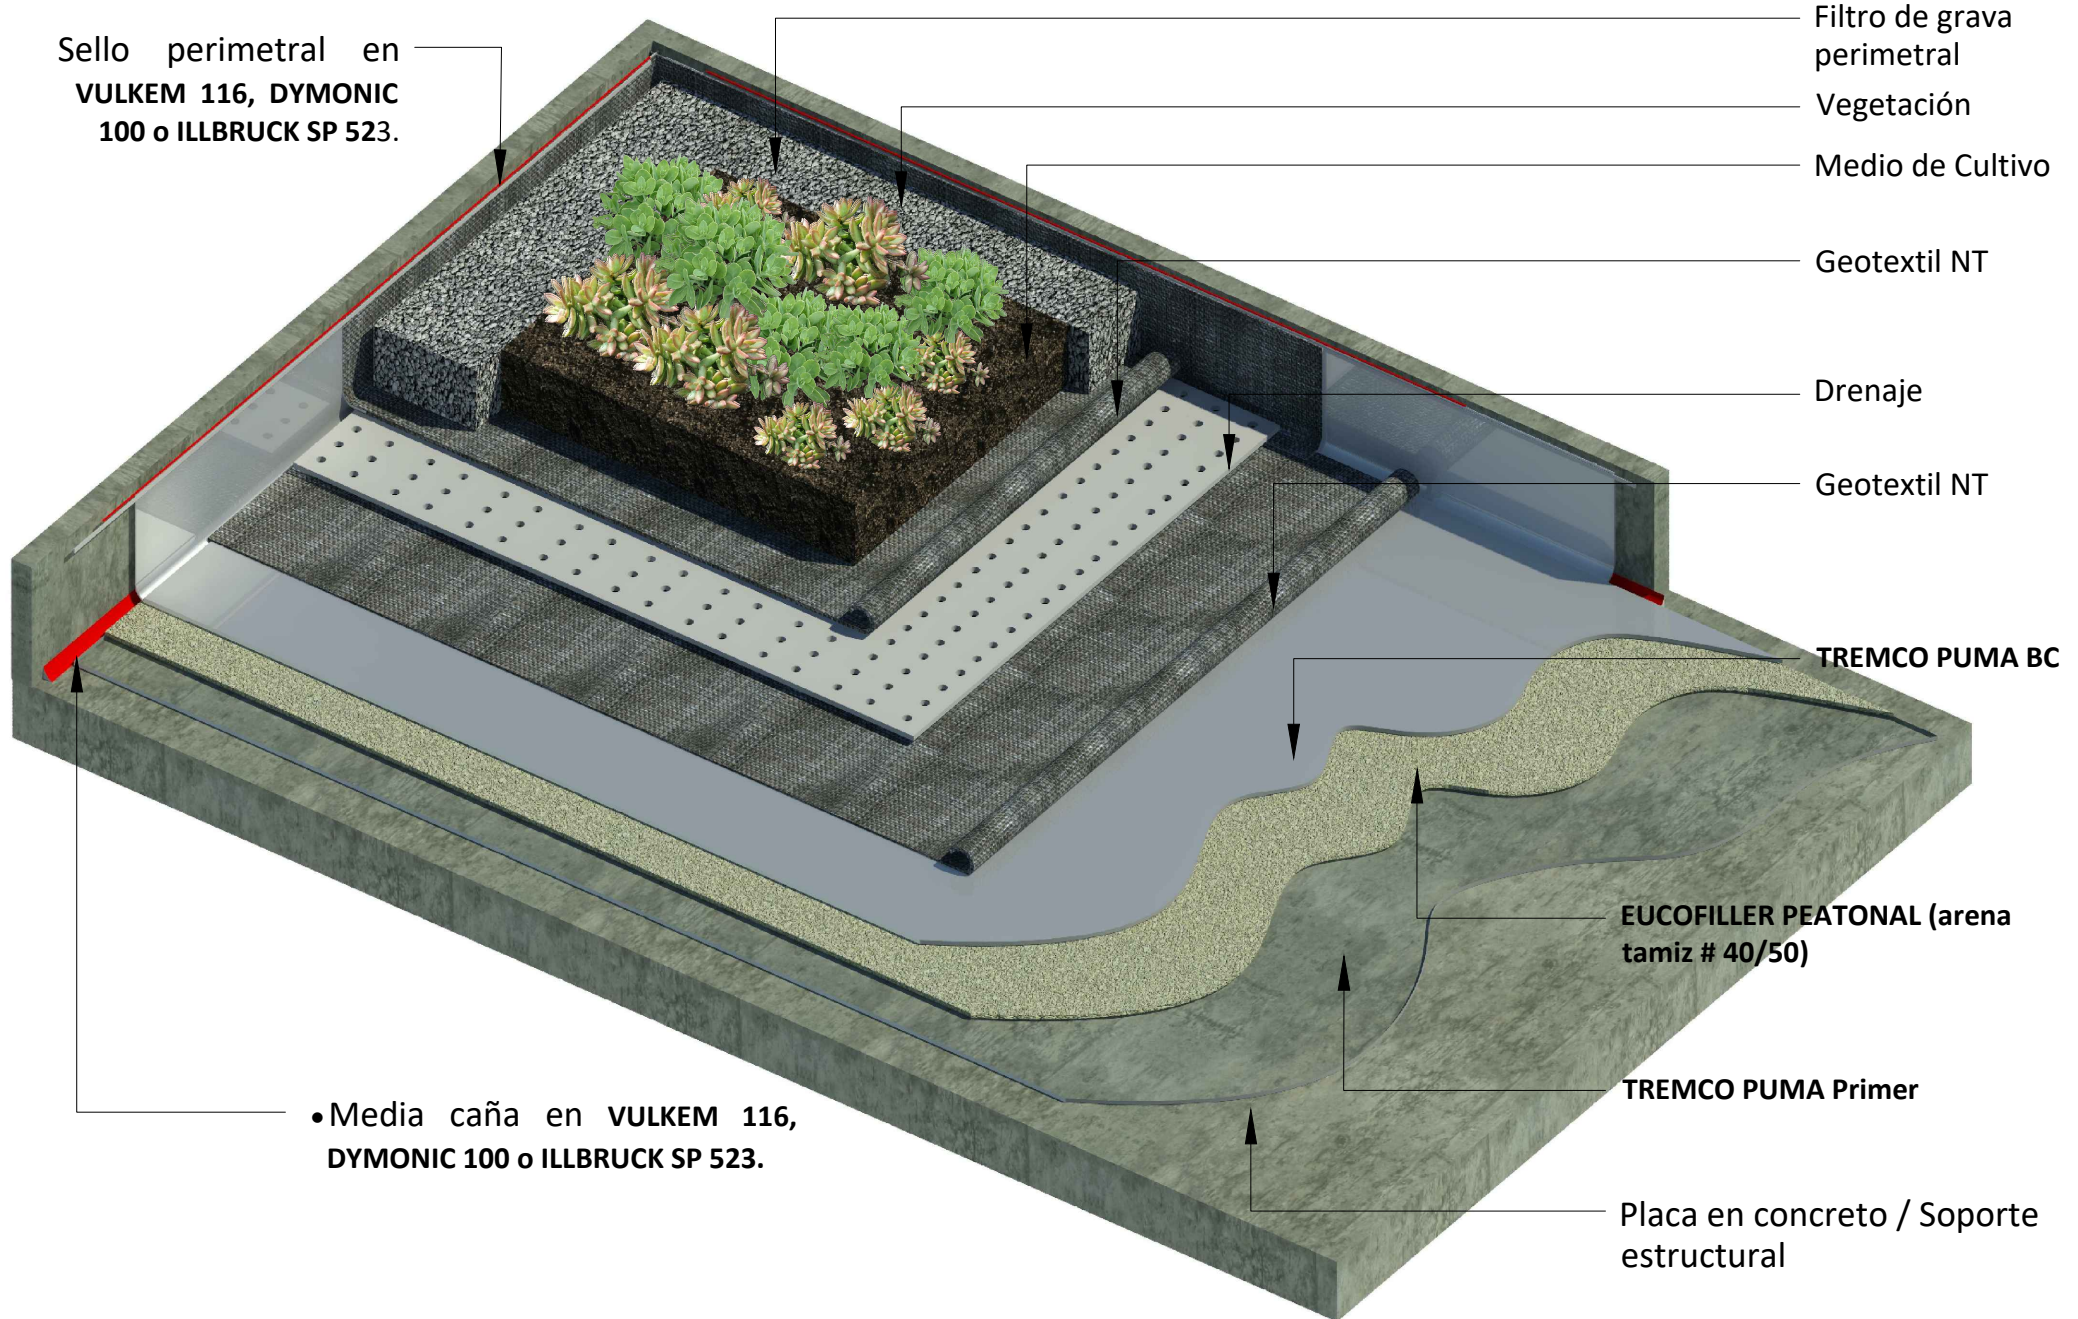 Sello perimetral en
VULKEM 116, DYMONIC
100 o ILLBRUCK SP 523.
Filtro de grava
perimetral
Vegetación
Medio de Cultivo
Geotextil NT
Drenaje
Geotextil NT
TREMCO PUMA BC
EUCOFILLER PEATONAL (arena
tamiz # 40/50)
TREMCO PUMA Primer
Placa en concreto / Soporte
estructural
•Media caña en VULKEM 116,
DYMONIC 100 o ILLBRUCK SP 523.